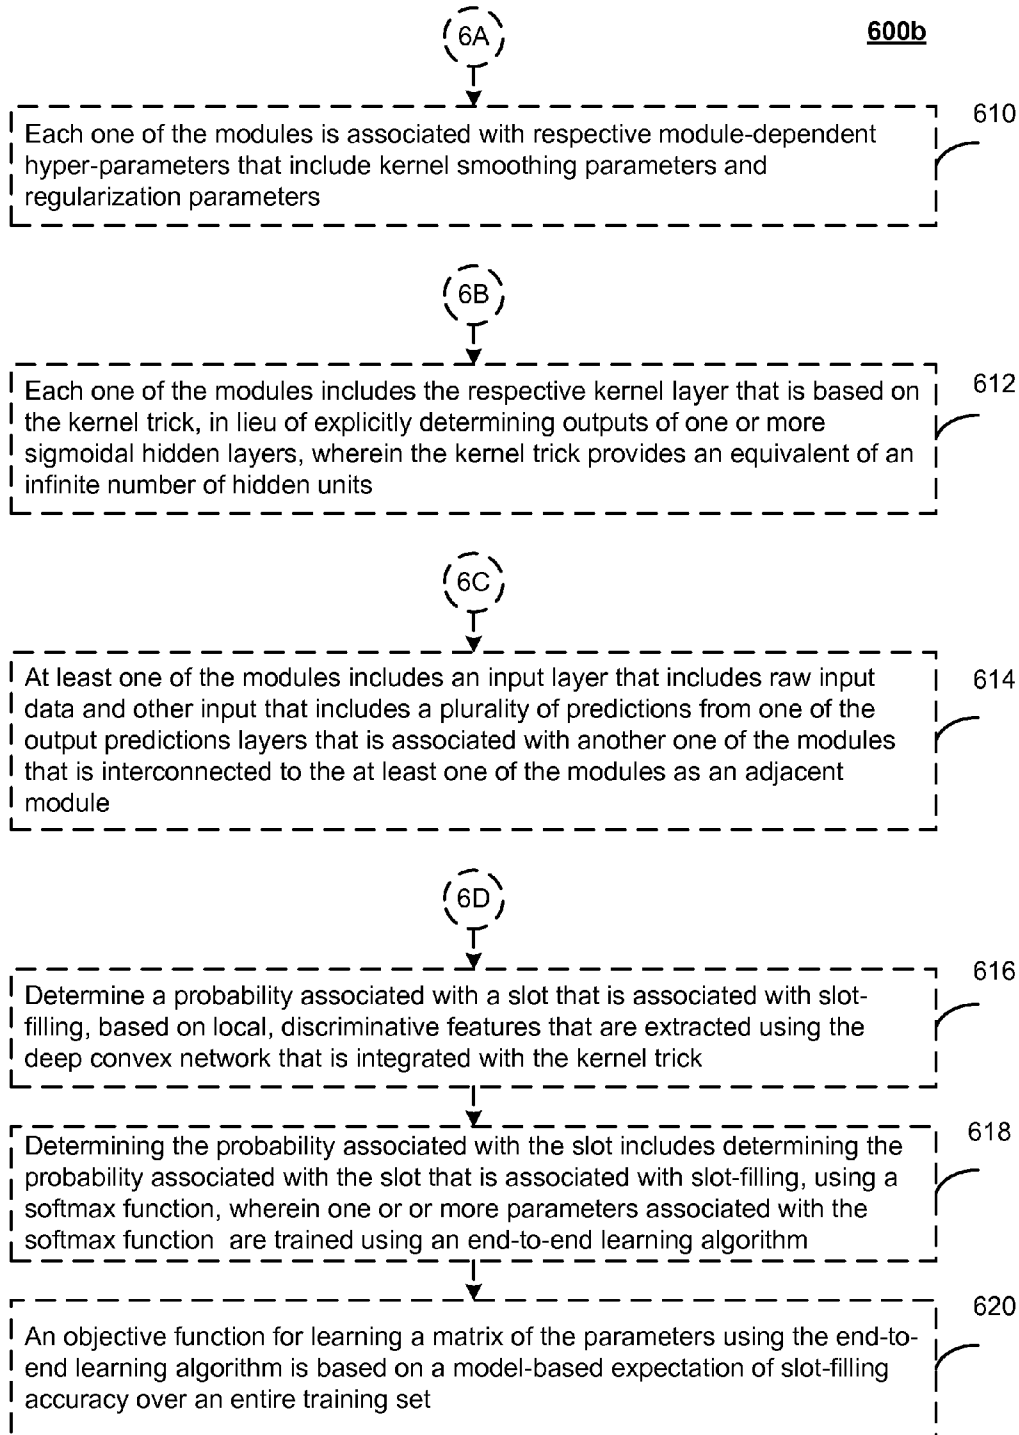 6A
600b
610
Each one of the modules is associated with respective module-dependent
hyper-parameters that include kernel smoothing parameters and
regularization parameters
6B
612
Each one of the modules includes the respective kernel layer that is based on
the kernel trick, in lieu of explicitly determining outputs of one or more
sigmoidal hidden layers, wherein the kernel trick provides an equivalent of an
infinite number of hidden units
6C
614
At least one of the modules includes an input layer that includes raw input
data and other input that includes a plurality of predictions from one of the
output predictions layers that is associated with another one of the modules
that is interconnected to the at least one of the modules as an adjacent
module
6D
616
Determine a probability associated with a slot that is associated with slot-
filling, based on local, discriminative features that are extracted using the
deep convex network that is integrated with the kernel trick
618
Determining the probability associated with the slot includes determining the
probability associated with the slot that is associated with slot-filling, using a
softmax function, wherein one or or more parameters associated with the
softmax function are trained using an end-to-end learning algorithm
620
An objective function for learning a matrix of the parameters using the end-to-
end learning algorithm is based on a model-based expectation of slot-filling
accuracy over an entire training set